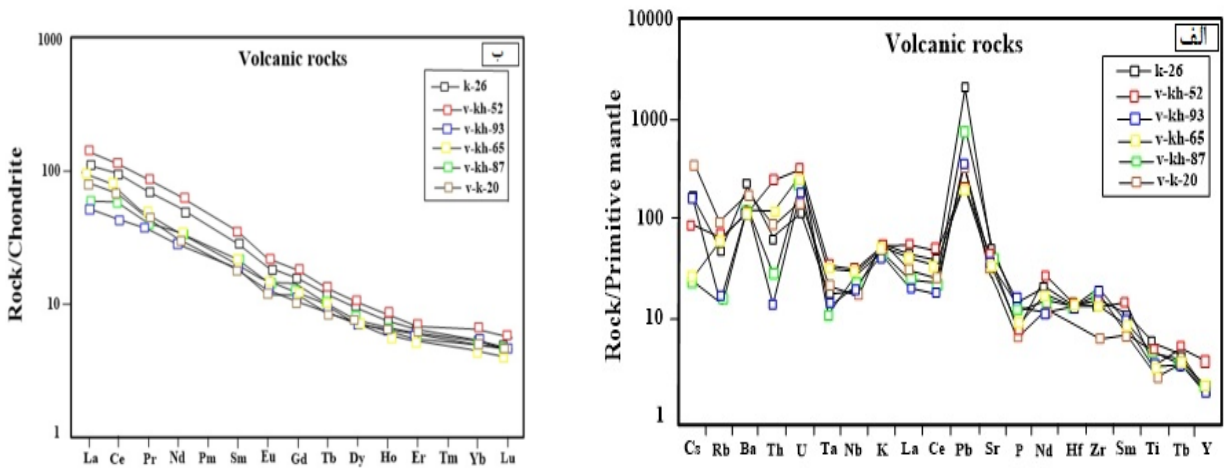 1000
100
10
1
Rock/Chondrite
Volcanic rocks
ب
k-26
v-kh-52
v-kh-93
v-kh-65
v-kh-87
v-k-20
La Ce Pr Nd Pm Sm Eu Gd Tb Dy Ho Er Tm Yb Lu
10000
1000
100
10
1
Rock/Primitive mantle
Volcanic rocks
الف
k-26
v-kh-52
v-kh-93
v-kh-65
v-kh-87
v-k-20
Cs Rb Ba Th U Ta Nb K La Ce Pb Sr P Nd Hf Zr Sm Ti Tb Y